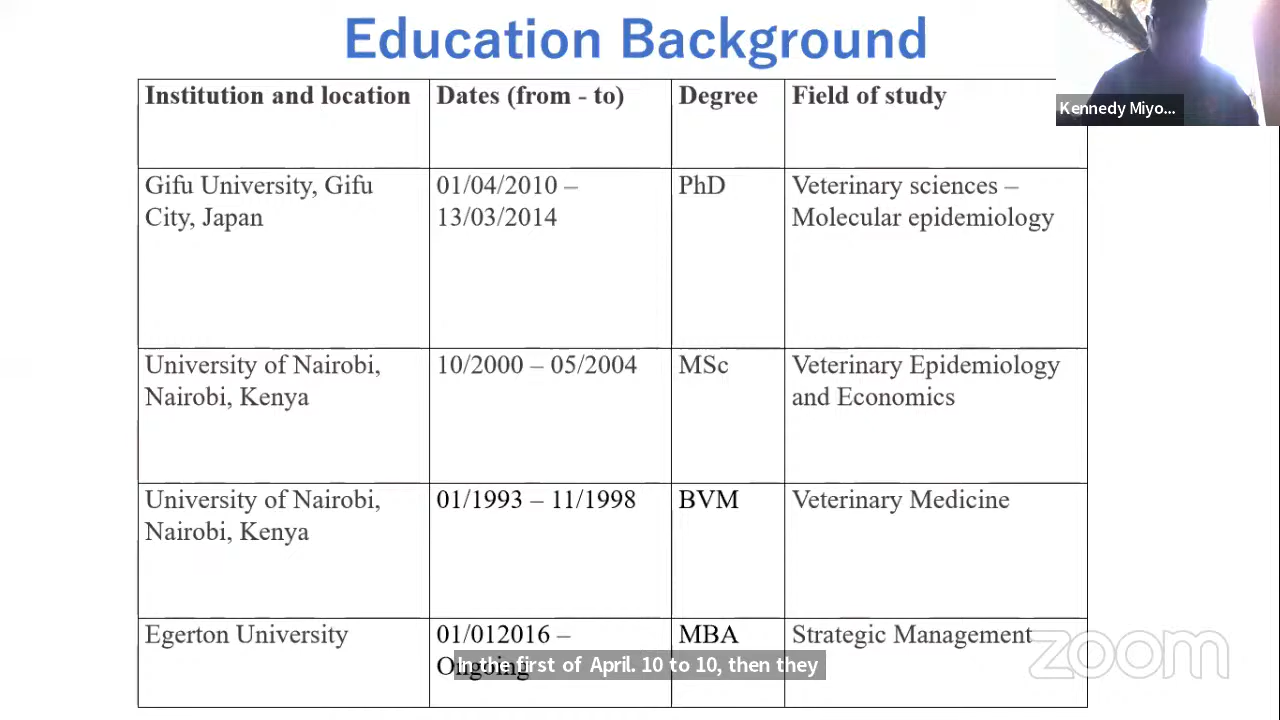 Education Background
Institution and location
Dates (from - to)
Degree
Field of study
Kennedy Miyo...
Gifu University, Gifu
City, Japan
01/04/2010 –
13/03/2014
PhD
Veterinary sciences –
Molecular epidemiology
University of Nairobi,
Nairobi, Kenya
10/2000 – 05/2004
MSc
Veterinary Epidemiology
and Economics
University of Nairobi,
Nairobi, Kenya
01/1993 – 11/1998
BVM
Veterinary Medicine
Egerton University
01/012016 –
Ongoing
MBA
Strategic Management
In the first of April. 10 to 10, then they
zoom